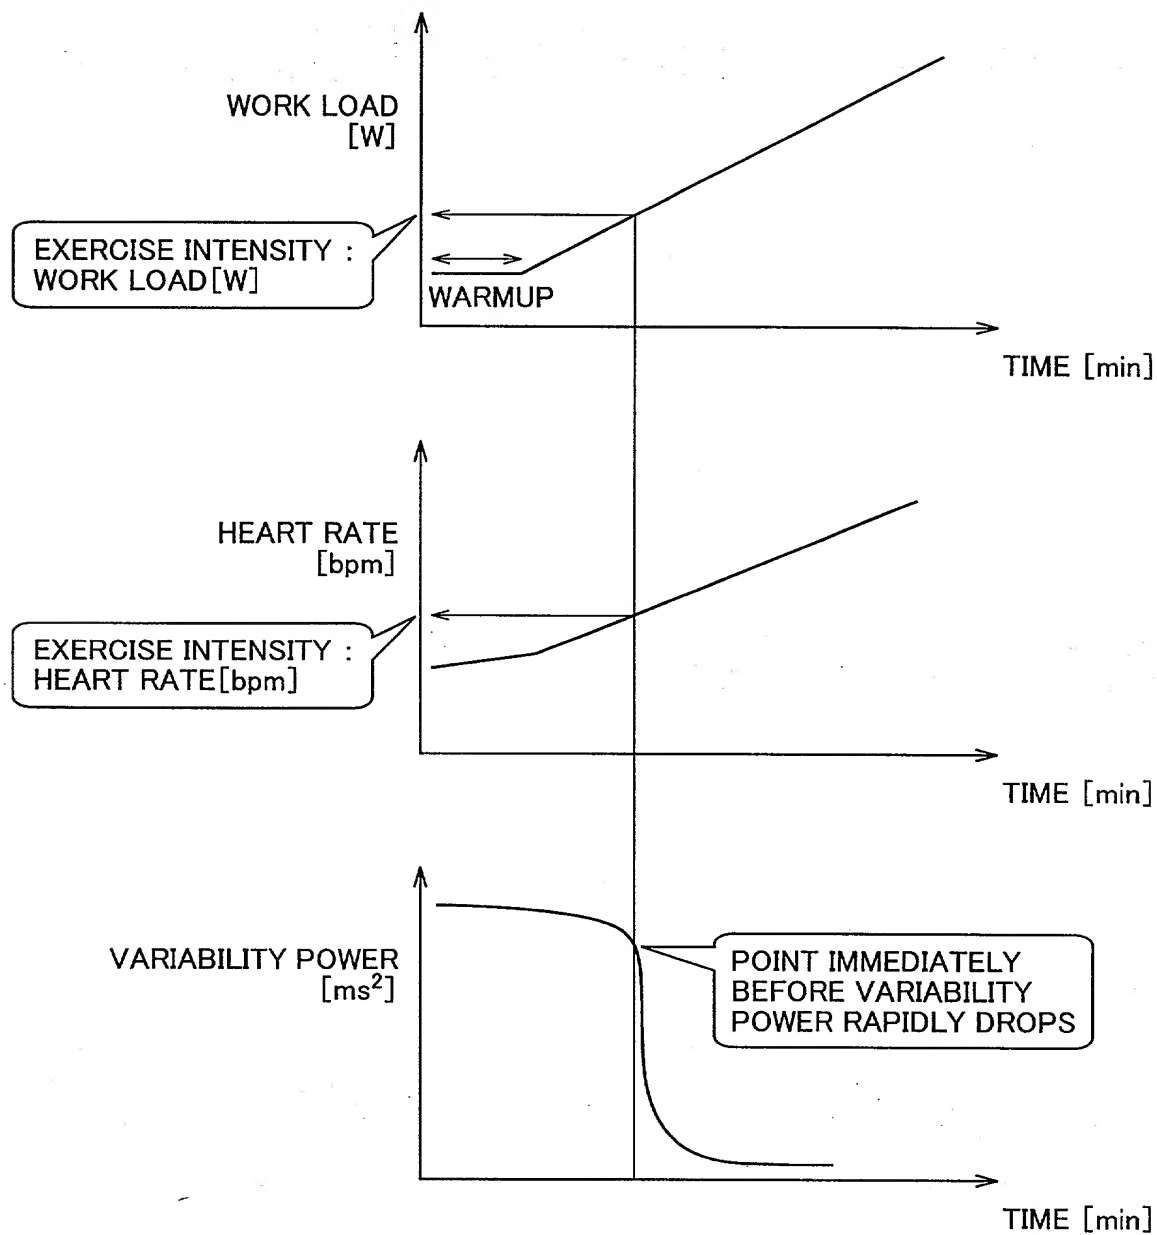 WORK LOAD
[W]
EXERCISE INTENSITY :
WORK LOAD[W]
WARMUP
TIME [min]
HEART RATE
[bpm]
EXERCISE INTENSITY :
HEART RATE[bpm]
TIME [min]
VARIABILITY POWER
[ms²]
POINT IMMEDIATELY
BEFORE VARIABILITY
POWER RAPIDLY DROPS
TIME [min]